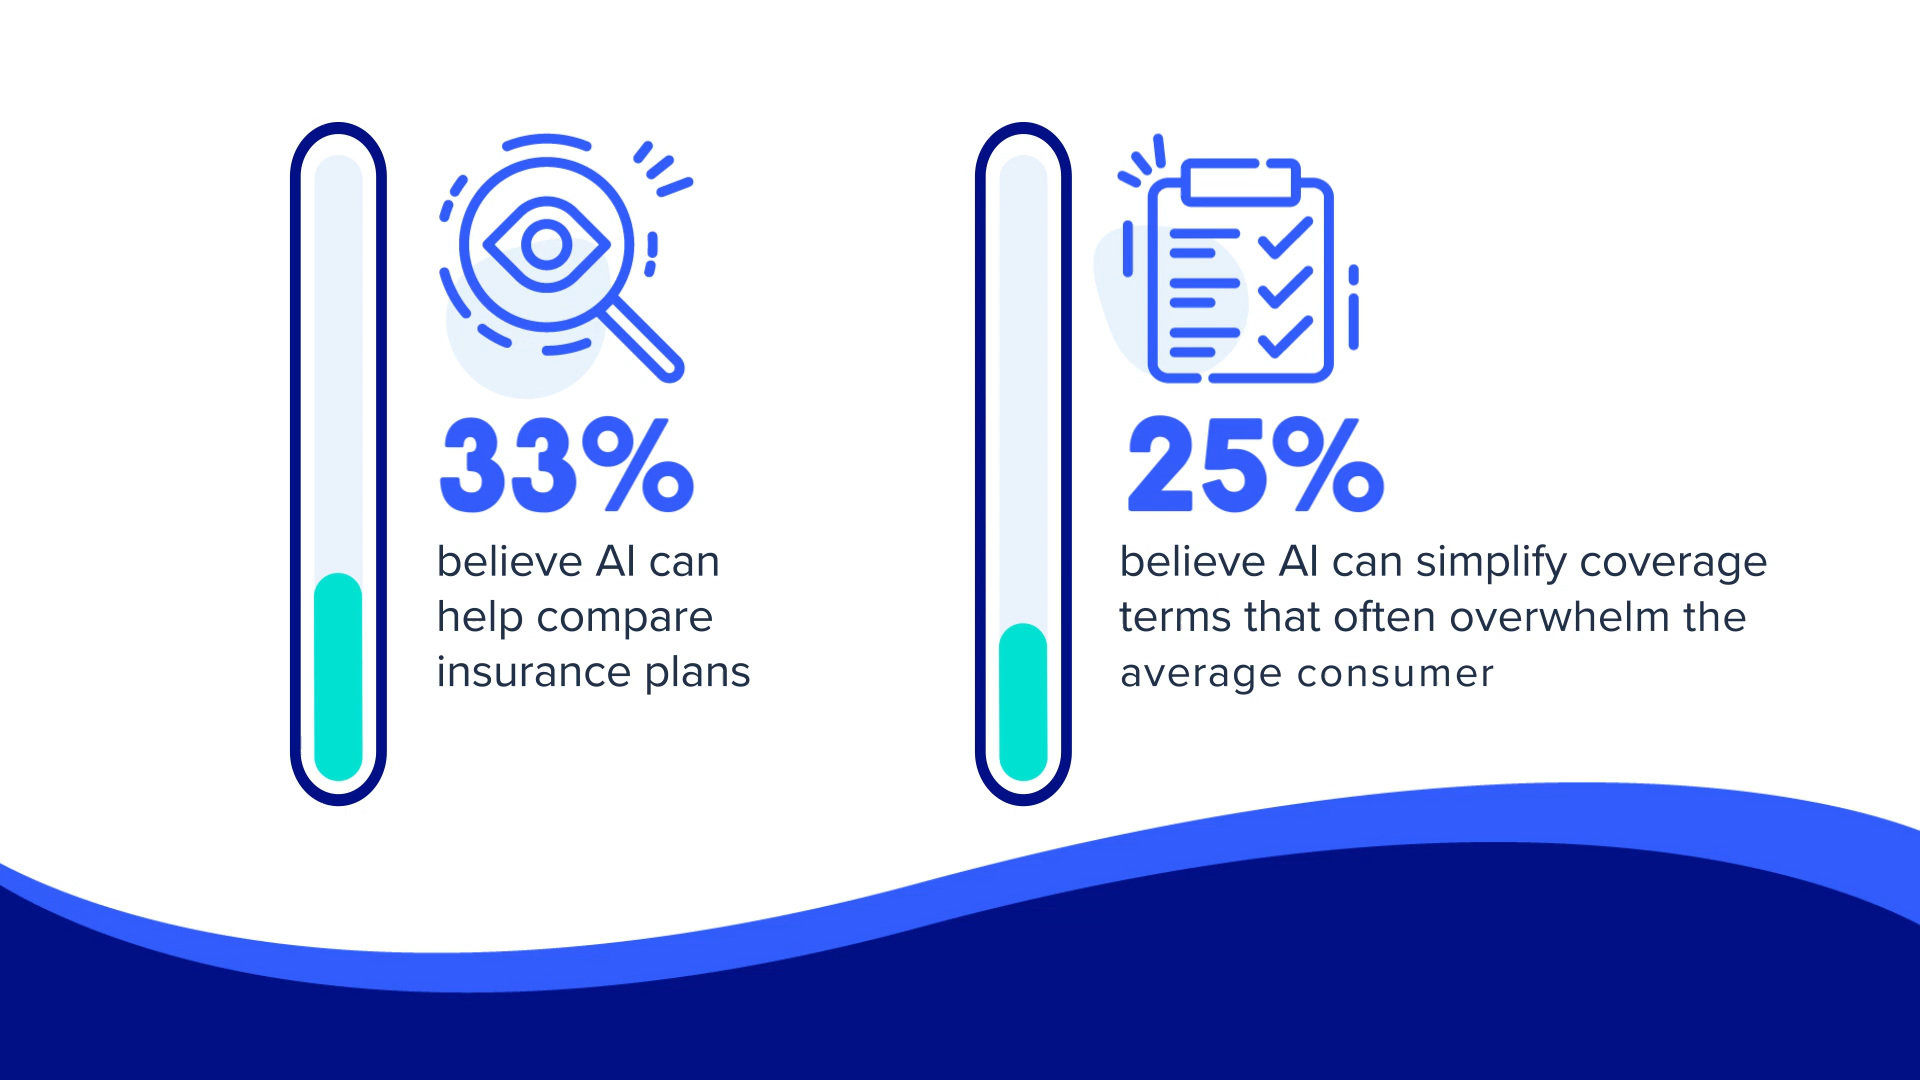 33%
believe AI can
help compare
insurance plans
25%
believe AI can simplify coverage
terms that often overwhelm the
average consumer